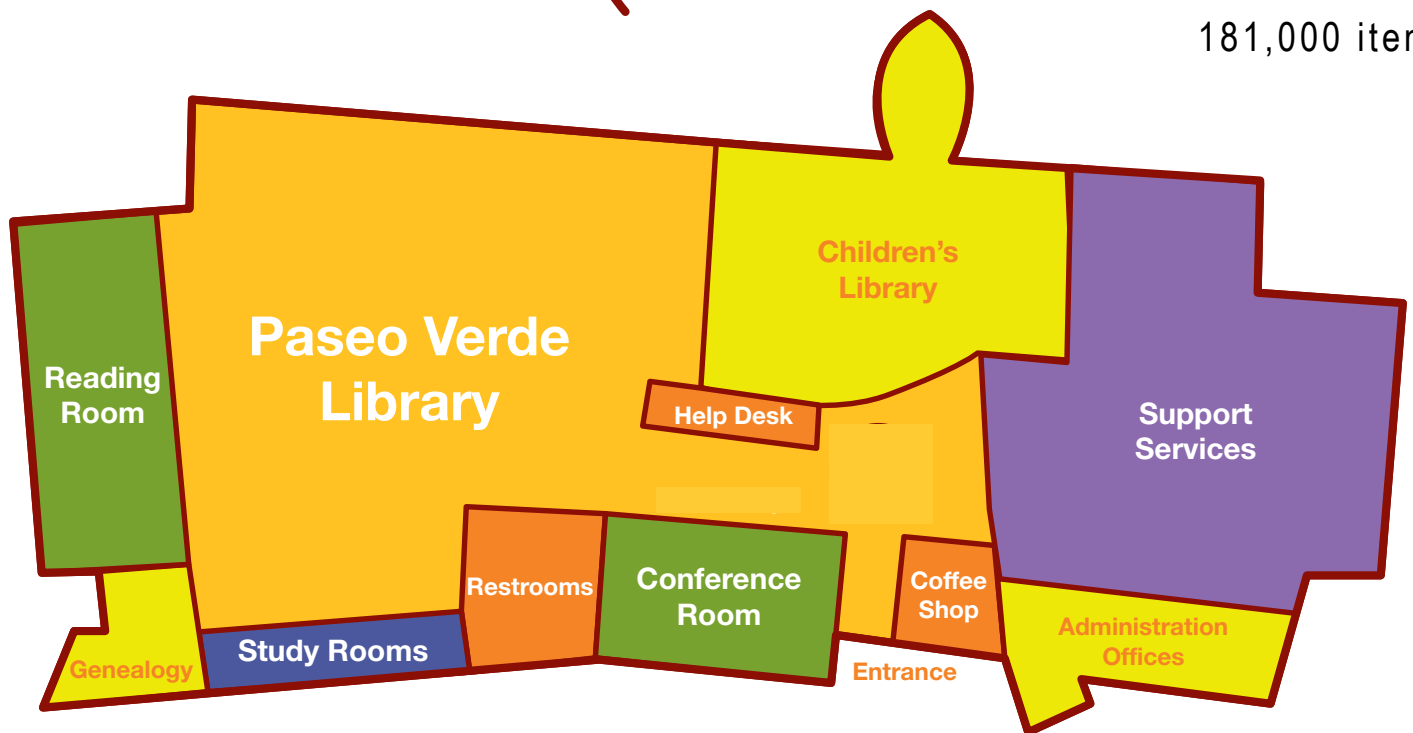 181,000
Children's
Library
Paseo Verde
Library
Reading
Room
Help Desk
Support
Services
Restrooms
Conference
Room
Coffee
Shop
Study Rooms
Genealogy
Entrance
Administration
Offices